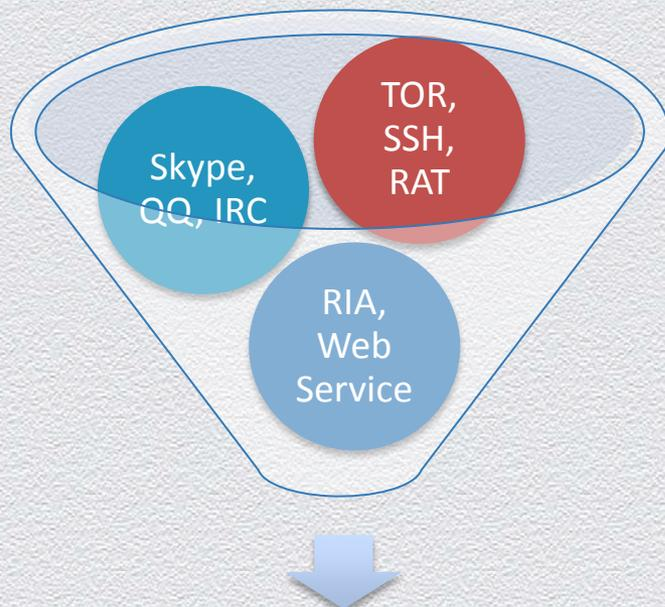 TOR,
SSH,
RAT
Skype,
QQ, IRC
RIA,
Web
Service